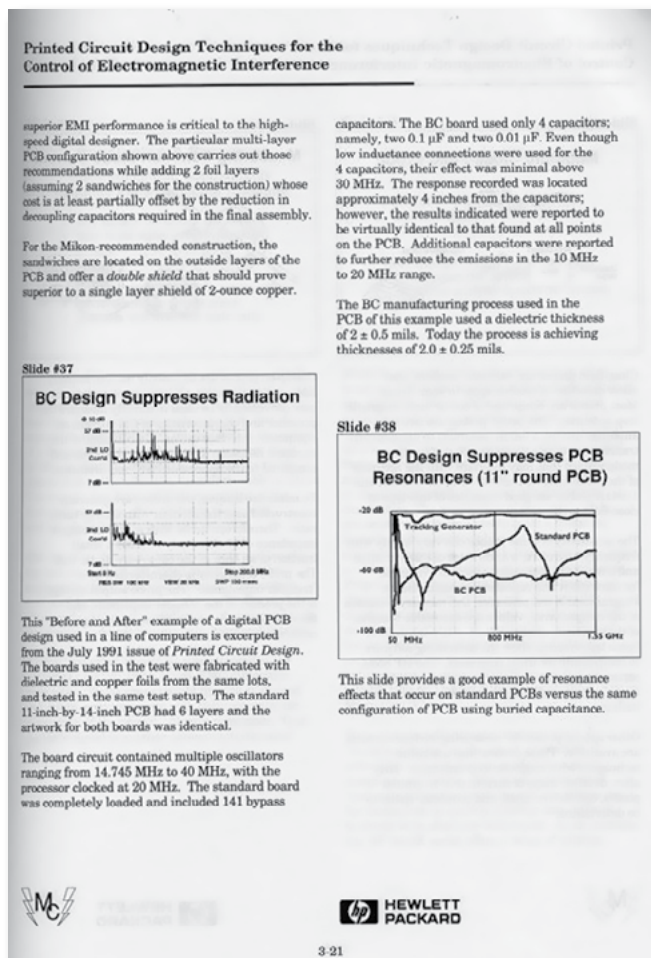 Printed Circuit Design Techniques for the
Control of Electromagnetic Interference
superior EMI performance is critical to the high-
speed digital designer. The particular multi-layer
PCB configuration shown above carries out those
recommendations while adding 2 foil layers
(assuming 2 sandwiches for the construction) whose
cost is at least partially offset by the reduction in
decoupling capacitors required in the final assembly.
For the Mikon-recommended construction, the
sandwiches are located on the outside layers of the
PCB and offer a double shield that should prove
superior to a single layer shield of 2-ounce copper.
Slide #37
BC Design Suppresses Radiation
57 dB
2nd LO
7 dB
2nd LO
7 dB
Start 0 Hz
Stop 200.0 MHz
This "Before and After" example of a digital PCB
design used in a line of computers is excerpted
from the July 1991 issue of Printed Circuit Design.
The boards used in the test were fabricated with
dielectric and copper foils from the same lots,
and tested in the same test setup. The standard
11-inch-by-14-inch PCB had 6 layers and the
artwork for both boards was identical.
The board circuit contained multiple oscillators
ranging from 14.745 MHz to 40 MHz, with the
processor clocked at 20 MHz. The standard board
was completely loaded and included 141 bypass
capacitors. The BC board used only 4 capacitors;
namely, two 0.1 µF and two 0.01 µF. Even though
low inductance connections were used for the
4 capacitors, their effect was minimal above
30 MHz. The response recorded was located
approximately 4 inches from the capacitors;
however, the results indicated were reported to
be virtually identical to that found at all points
on the PCB. Additional capacitors were reported
to further reduce the emissions in the 10 MHz
to 20 MHz range.
The BC manufacturing process used in the
PCB of this example used a dielectric thickness
of 2 ± 0.5 mils. Today the process is achieving
thicknesses of 2.0 ± 0.25 mils.
Slide #38
BC Design Suppresses PCB
Resonances (11" round PCB)
-20 dB
Tracking Generator
Standard PCB
-60 dB
BC PCB
-100 dB
50 MHz
800 MHz
1.55 GHz
This slide provides a good example of resonance
effects that occur on standard PCBs versus the same
configuration of PCB using buried capacitance.
MC
hp HEWLETT
PACKARD
3-21